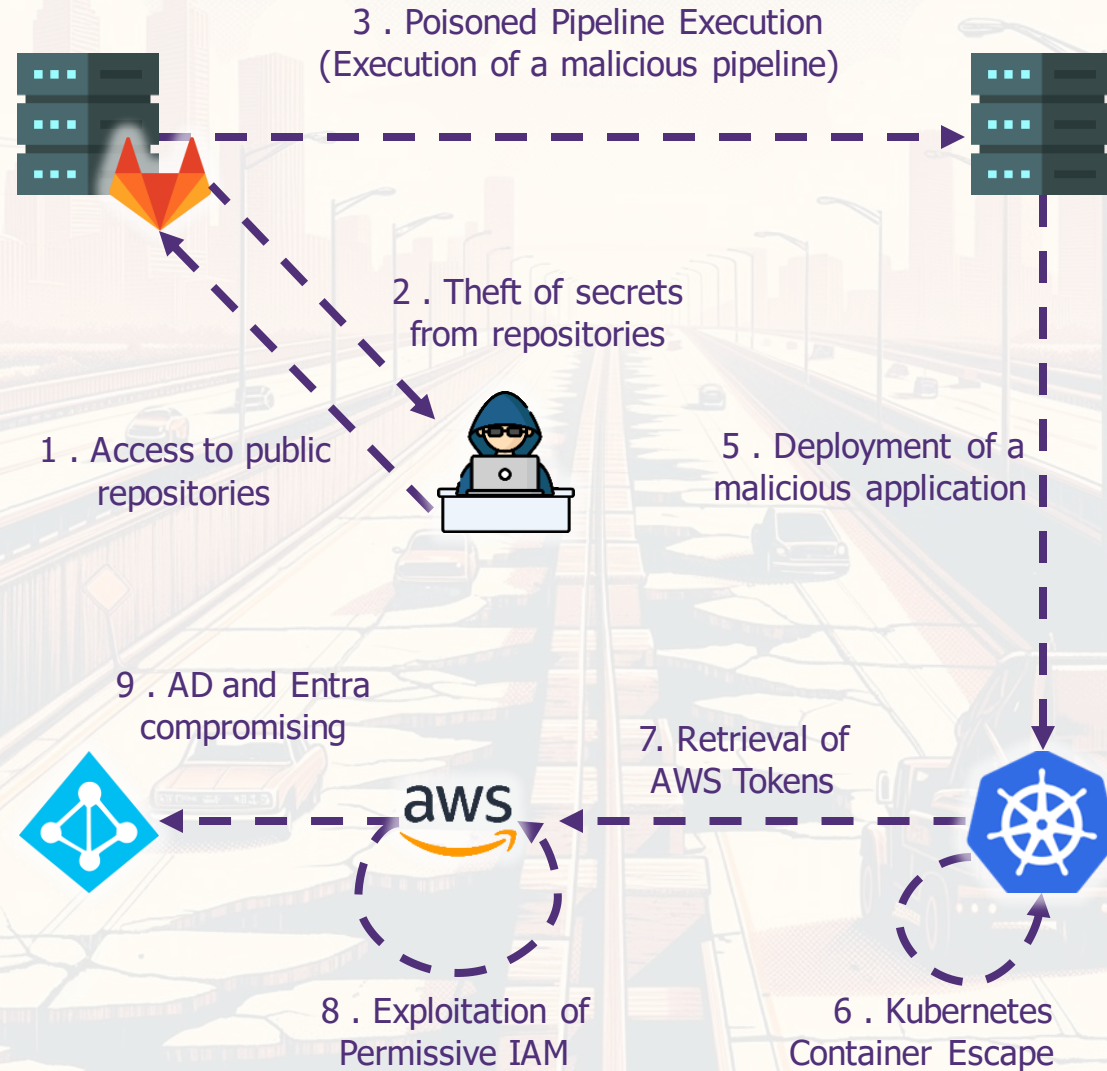 3 . Poisoned Pipeline Execution
(Execution of a malicious pipeline)
2 . Theft of secrets
from repositories
1 . Access to public
repositories
5 . Deployment of a
malicious application
9 . AD and Entra
compromising
7. Retrieval of
AWS Tokens
aws
8 . Exploitation of
Permissive IAM
6 . Kubernetes
Container Escape